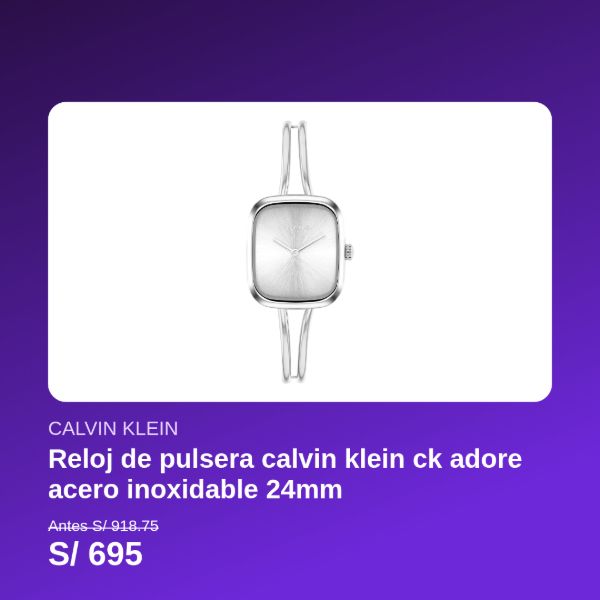 CALVIN KLEIN
Reloj de pulsera calvin klein ck adore
acero inoxidable 24mm
Antes S/ 918.75
S/ 695